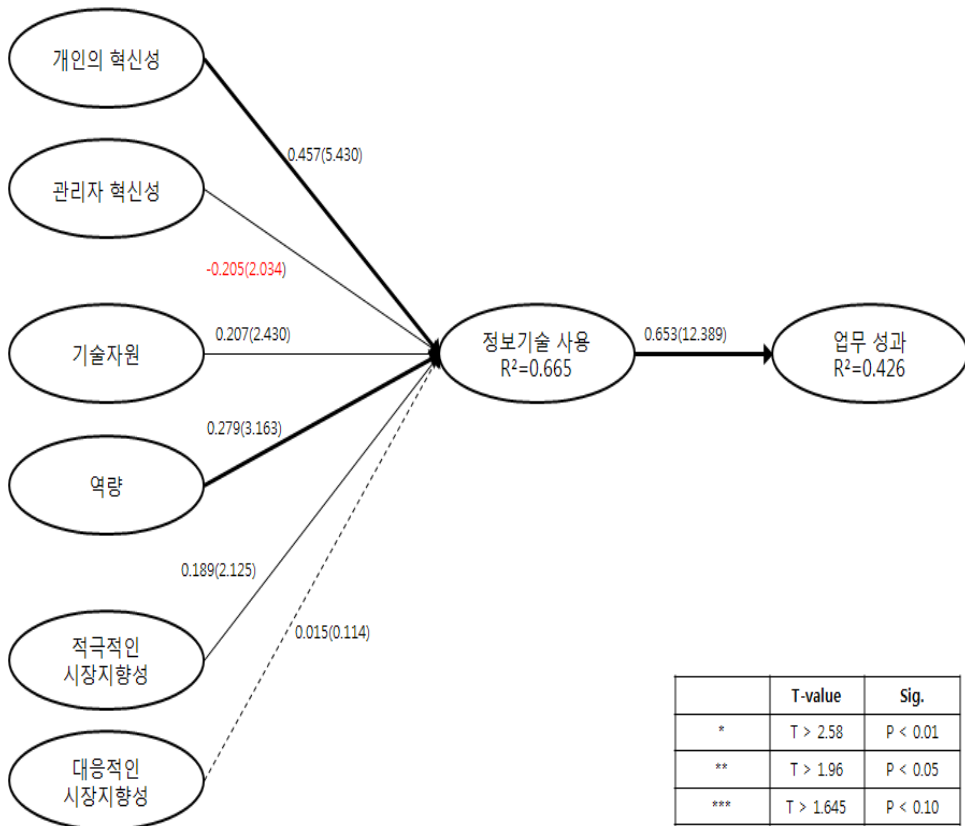 개인의 혁신성
0.457(5.430)
관리자 혁신성
-0.205(2.034)
기술자원
0.207(2.430)
정보기술 사용
R²=0.665
0.653(12.389)
업무 성과
R²=0.426
0.279(3.163)
역량
0.189(2.125)
0.015(0.114)
적극적인
시장지향성
대응적인
시장지향성
T-value Sig.
* T > 2.58 P < 0.01
** T > 1.96 P < 0.05
*** T > 1.645 P < 0.10